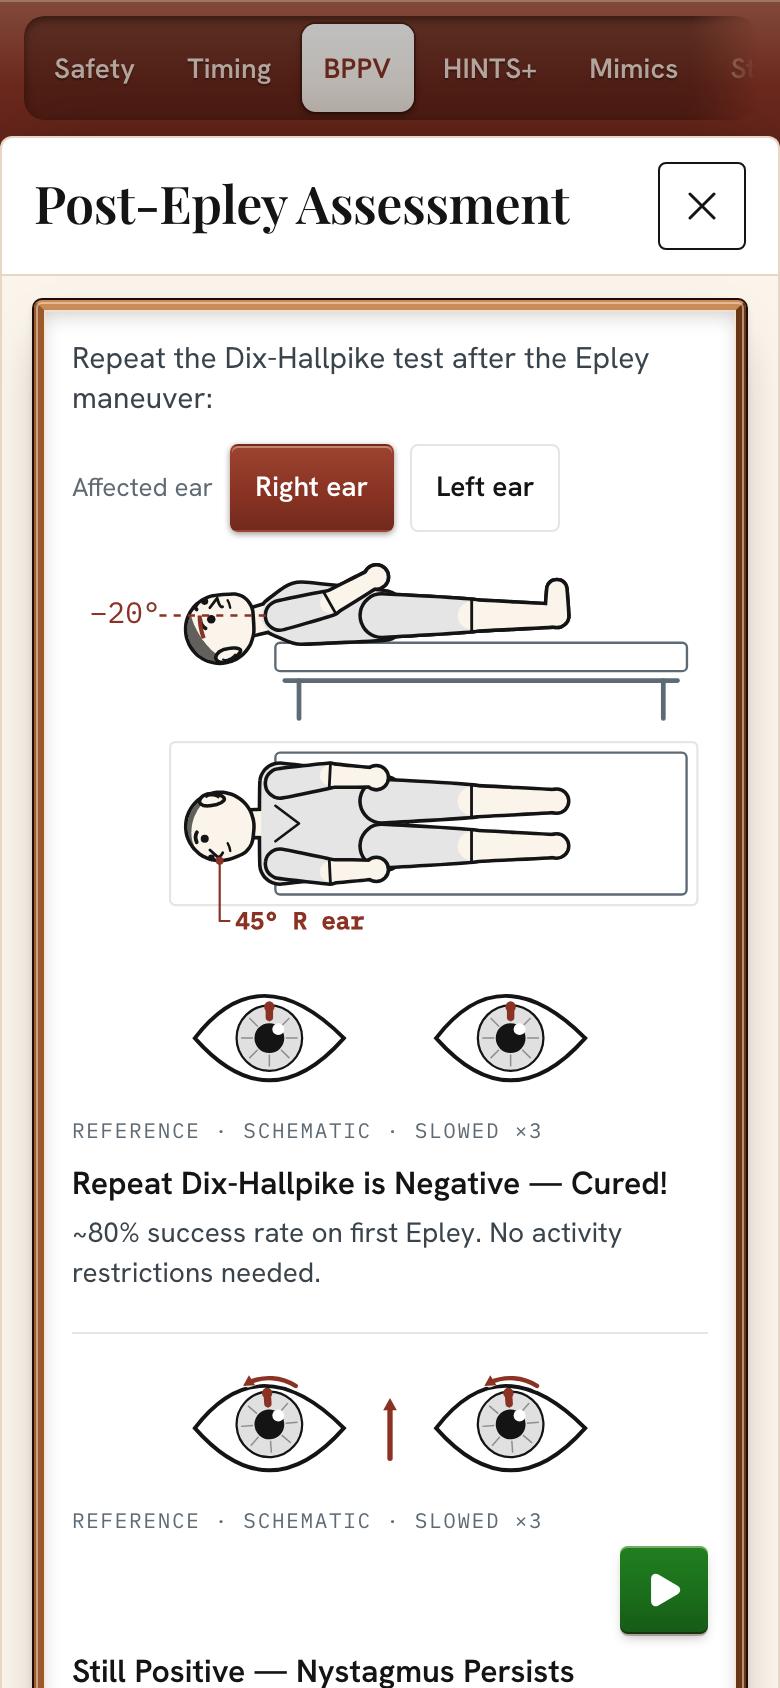 Safety Timing BPPV HINTS+ Mimics St
Post-Epley Assessment
Repeat the Dix-Hallpike test after the Epley
maneuver:
Affected ear Right ear Left ear
−20°
45° R ear
REFERENCE · SCHEMATIC · SLOWED ×3
Repeat Dix-Hallpike is Negative — Cured!
~80% success rate on first Epley. No activity
restrictions needed.
REFERENCE · SCHEMATIC · SLOWED ×3
Still Positive — Nystagmus Persists